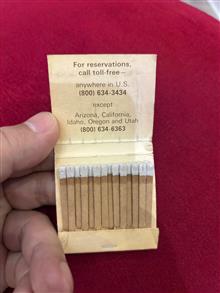 For reservations,
call toll-free—
anywhere in U.S.
(800) 634-3434
except
Arizona, California,
Idaho, Oregon and Utah
(800) 634-6363